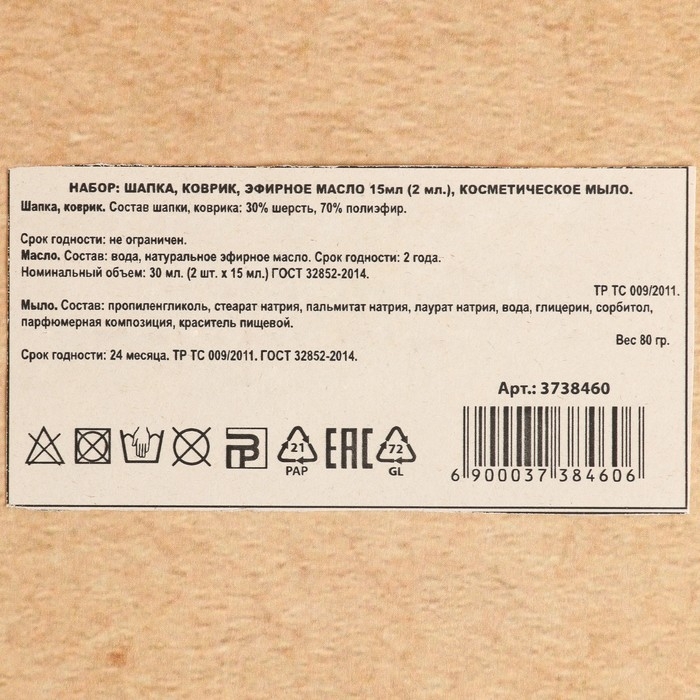 НАБОР: ШАПКА, КОВРИК, ЭФИРНОЕ МАСЛО 15мл (2 мл.), КОСМЕТИЧЕСКОЕ МЫЛО.
Шапка, коврик. Состав шапки, коврика: 30% шерсть, 70% полиэфир.
Срок годности: не ограничен.
Масло. Состав: вода, натуральное эфирное масло. Срок годности: 2 года.
Номинальный объем: 30 мл. (2 шт. х 15 мл.) ГОСТ 32852-2014.
ТР ТС 009/2011.
Мыло. Состав: пропиленгликоль, стеарат натрия, пальмитат натрия, лаурат натрия, вода, глицерин, сорбитол,
парфюмерная композиция, краситель пищевой.
Вес 80 гр.
Срок годности: 24 месяца. ТР ТС 009/2011. ГОСТ 32852-2014.
Арт.: 3738460
21
PAP
EAC
72
GL
6 900037 384606